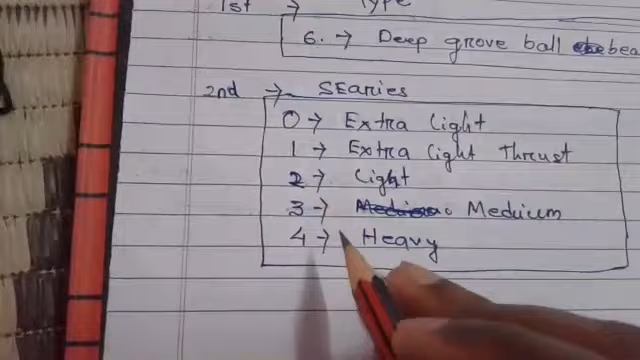 1st → Type
6. → Deep grove ball bea
2nd → SEaries
0 → Extra Light
1 → Extra Light Thrust
2 → Light
3 → Medium
4 → Heavy